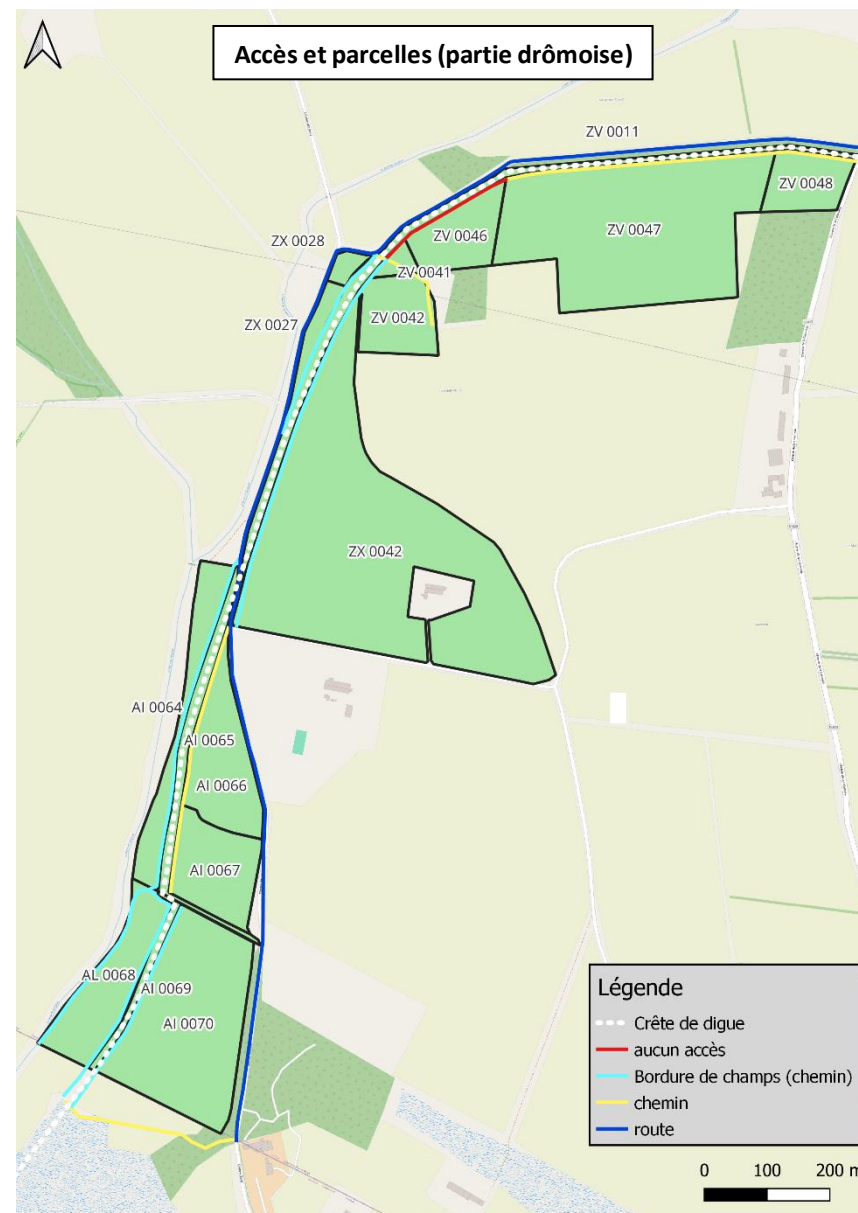 Accès et parcelles (partie drômoise)
ZV 0011
ZV 0048
ZX 0028
ZV 0046
ZV 0047
ZV 0041
ZX 0027
ZV 0042
ZX 0042
AI 0064
AI 0065
AI 0066
AI 0067
AL 0068
AI 0069
AI 0070
Légende
Crête de digue
aucun accès
Bordure de champs (chemin)
chemin
route
0 100 200 m